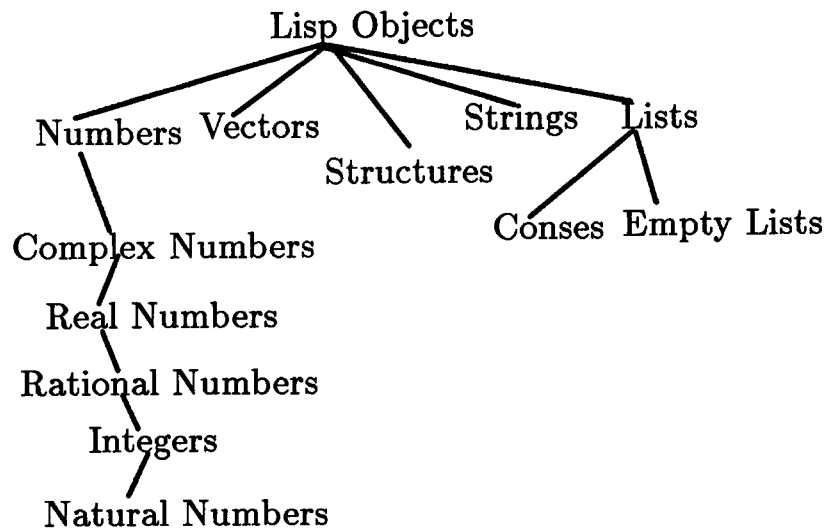 Lisp Objects
Numbers
Vectors
Structures
Strings
Lists
Conses
Empty Lists
Complex Numbers
Real Numbers
Rational Numbers
Integers
Natural Numbers